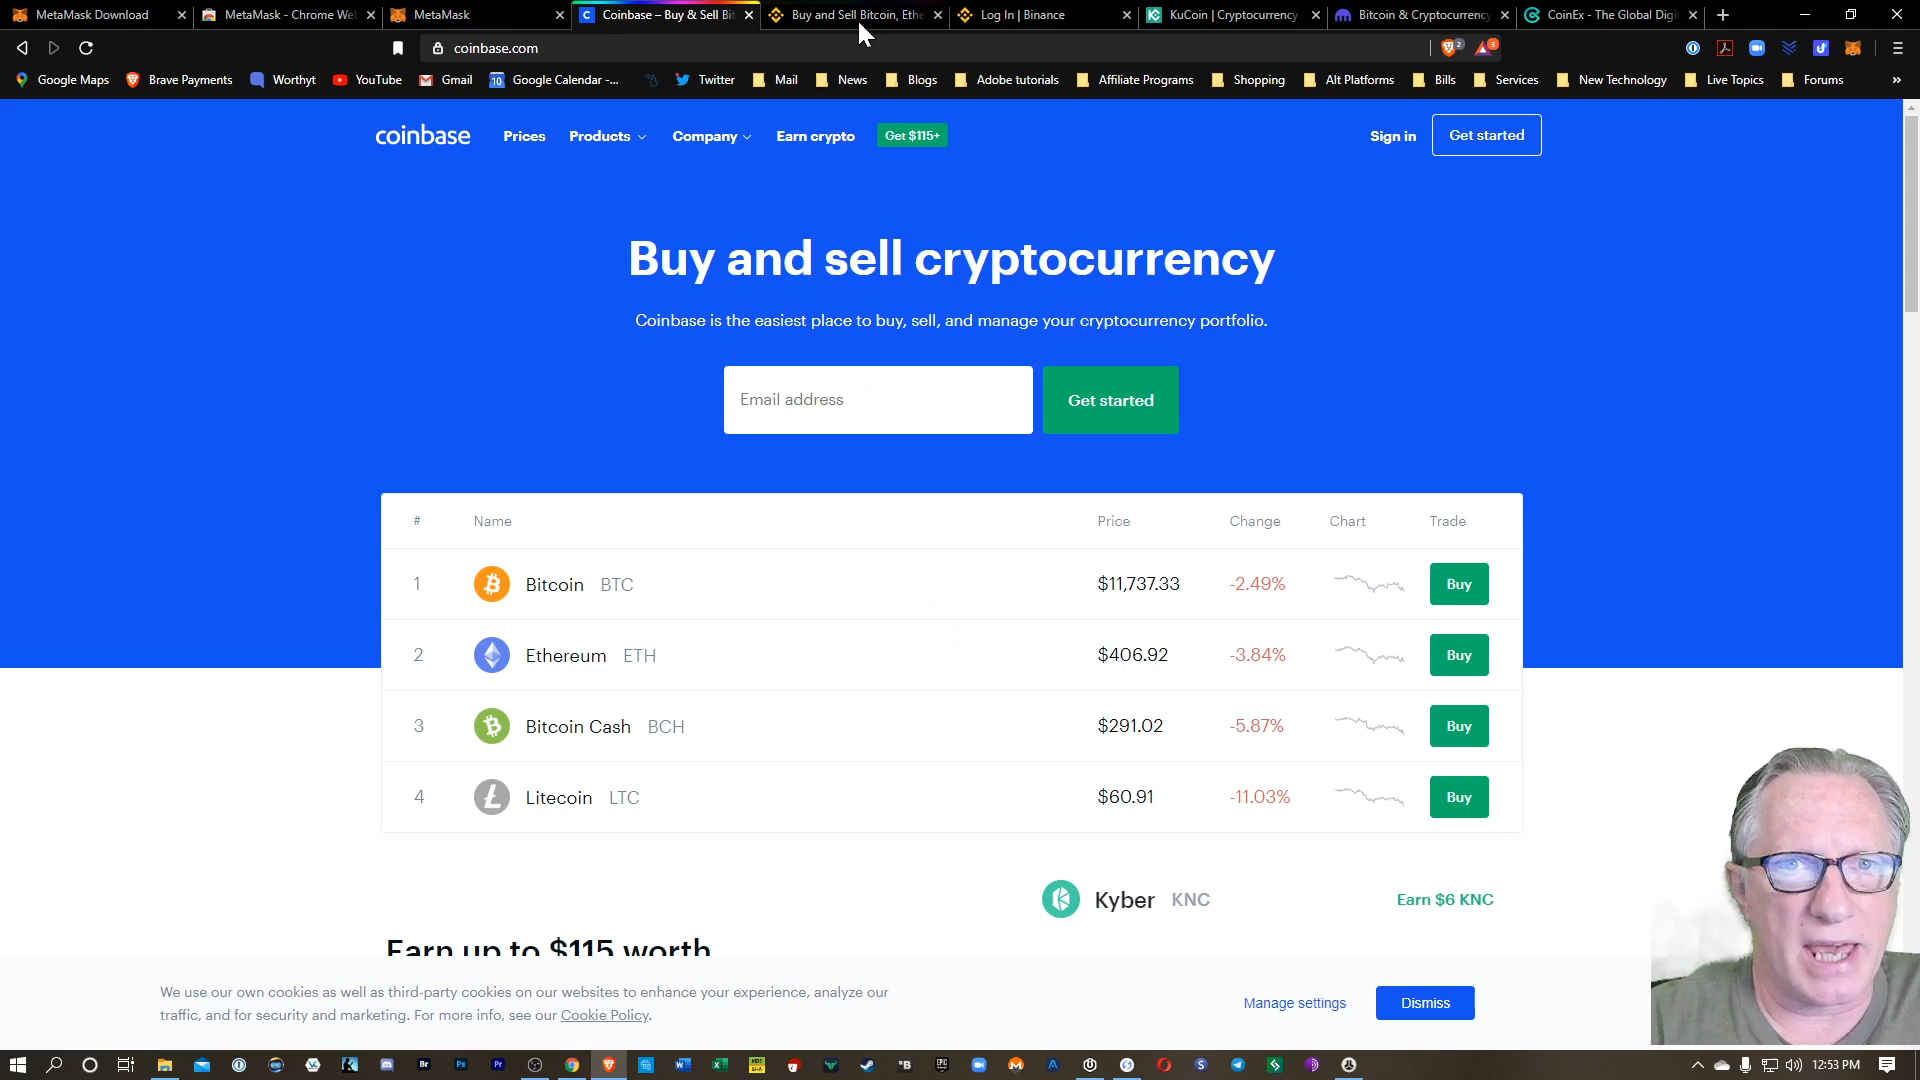 MetaMask Download
MetaMask - Chrome We
MetaMask
Coinbase – Buy & Sell Bi
Buy and Sell Bitcoin, Ethe
Log In | Binance
KuCoin | Cryptocurrency
Bitcoin & Cryptocurrency
CoinEx - The Global Digi
coinbase.com
2
3
Google Maps
Brave Payments
Worthy
YouTube
Gmail
Google Calendar -...
Twitter
Mail
News
Blogs
Adobe tutorials
Affiliate Programs
Shopping
Alt Platforms
Bills
Services
New Technology
Live Topics
Forums
coinbase
Prices
Products
Company
Earn crypto
Get $115+
Sign in
Get started
Buy and sell cryptocurrency
Coinbase is the easiest place to buy, sell, and manage your cryptocurrency portfolio.
Email address
Get started
# Name Price Change Chart Trade
1 Bitcoin BTC $11,737.33 -2.49% Buy
2 Ethereum ETH $406.92 -3.84% Buy
3 Bitcoin Cash BCH $291.02 -5.87% Buy
4 Litecoin LTC $60.91 -11.03% Buy
Kyber KNC Earn $6 KNC
Earn up to $115 worth
We use our own cookies as well as third-party cookies on our websites to enhance your experience, analyze our
traffic, and for security and marketing. For more info, see our Cookie Policy.
Manage settings
Dismiss
12:53 PM